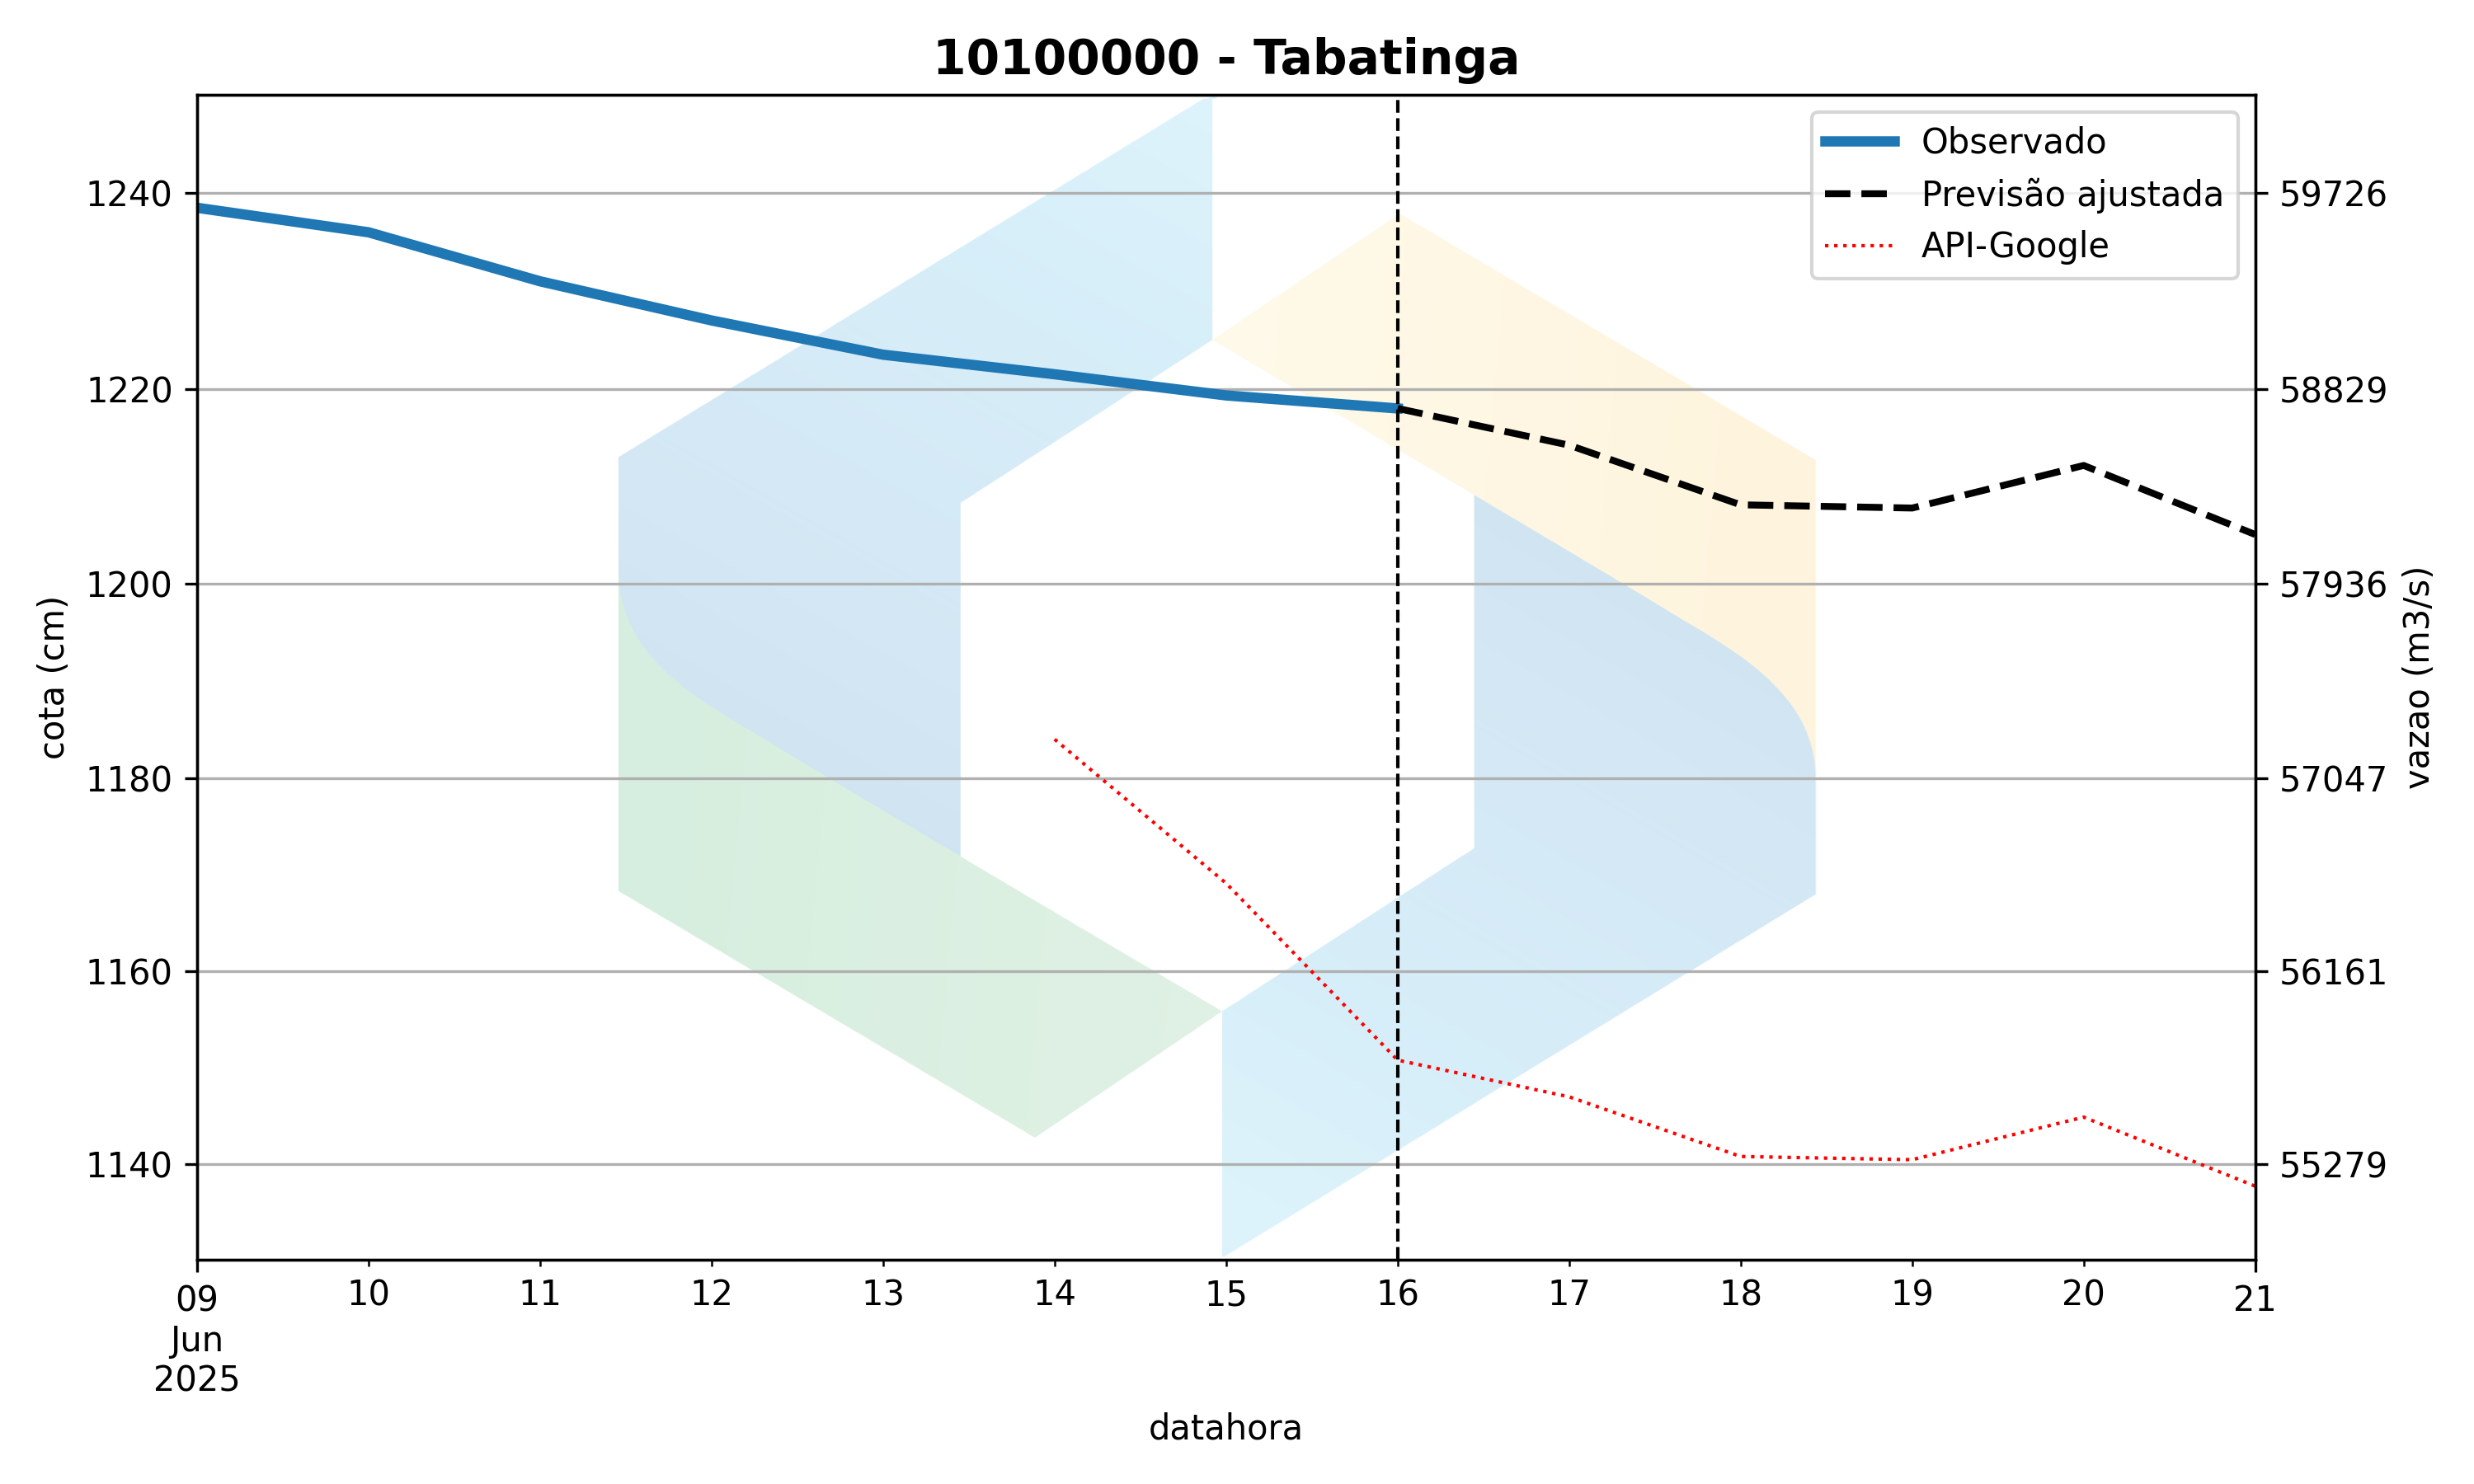 10100000 - Tabatinga
Observado
Previsão ajustada
API-Google
1240
1220
1200
1180
1160
1140
cota (cm)
59726
58829
57936
57047
56161
55279
vazao (m3/s)
09 10 11 12 13 14 15 16 17 18 19 20 21
Jun
2025
datahora